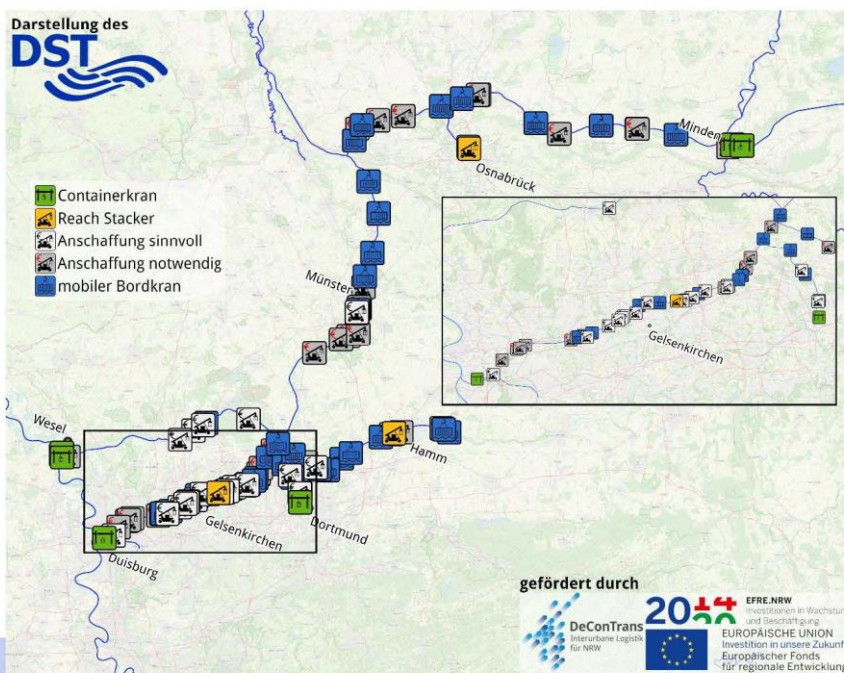 Darstellung des
DST
Minden
Osnabrück
Containerkran
Reach Stacker
Anschaffung sinnvoll
Anschaffung notwendig
mobiler Bordkran
Münster
Gelsenkirchen
Wesel
Hamm
Gelsenkirchen
Dortmund
Duisburg
gefördert durch
DeConTrans
Interurbane Logistik
für NRW
2014
20
EFRE.NRW
Investitionen in Wachstum
und Beschäftigung
EUROPÄISCHE UNION
Investition in unsere Zukunft
Europäischer Fonds
für regionale Entwicklung